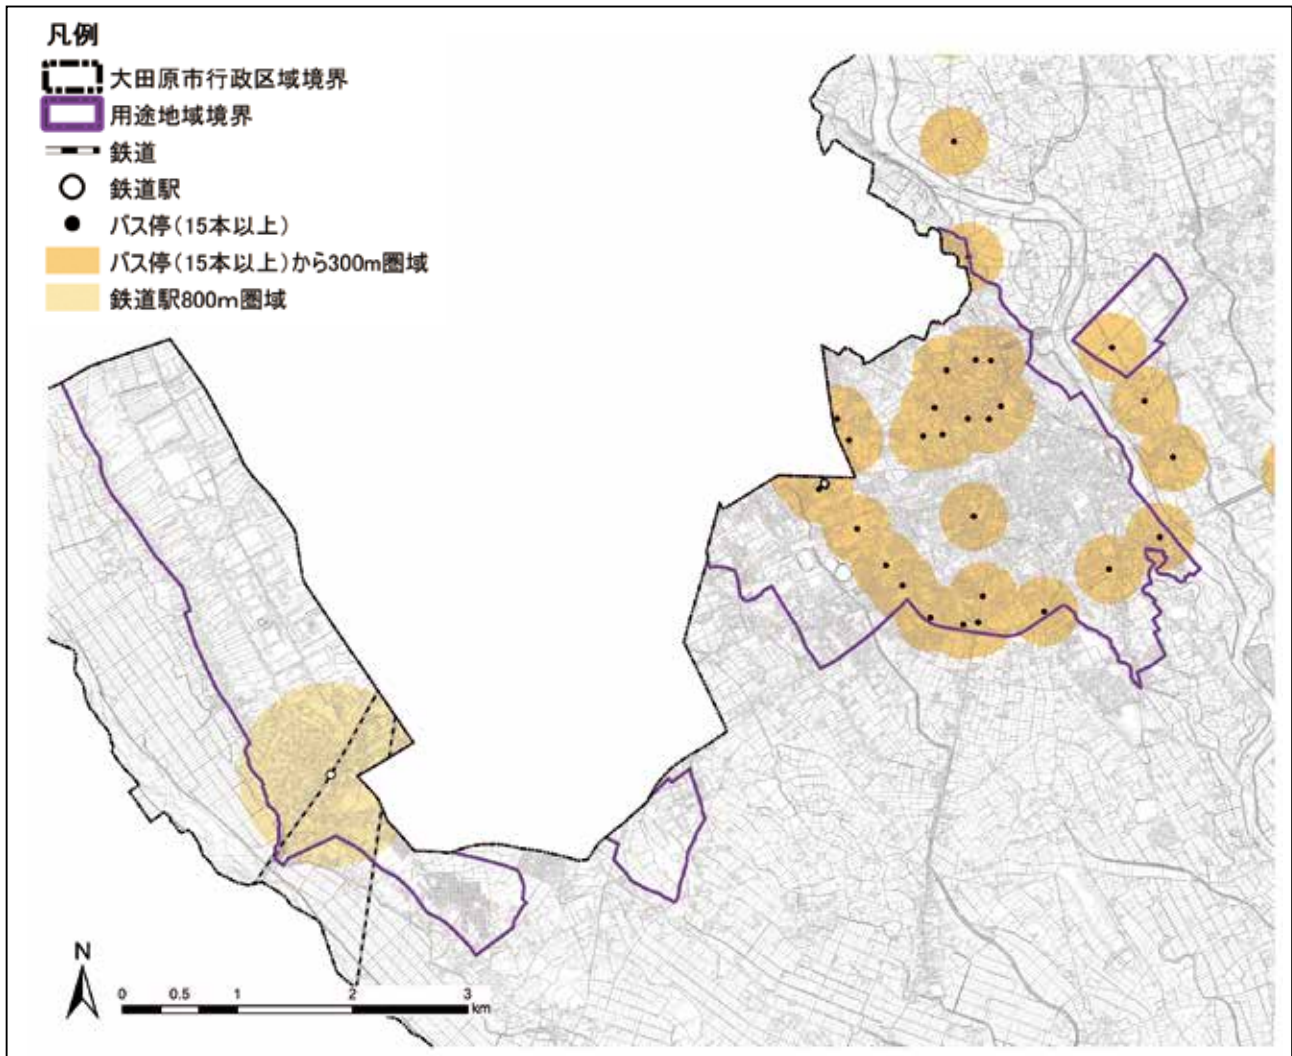 凡例
大田原市行政区域境界
用途地域境界
鉄道
鉄道駅
バス停(15本以上)
バス停(15本以上)から300m圏域
鉄道駅800m圏域
N
0 0.5 1 2 3
km